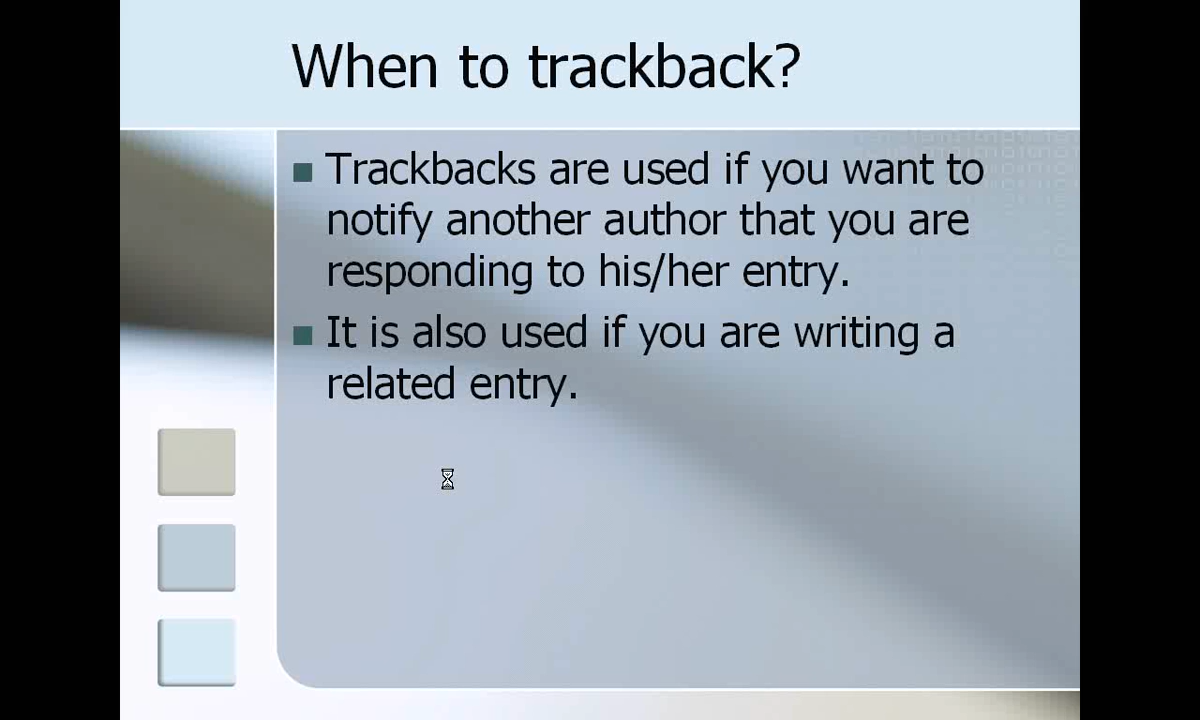 When to trackback?
Trackbacks are used if you want to
notify another author that you are
responding to his/her entry.
It is also used if you are writing a
related entry.